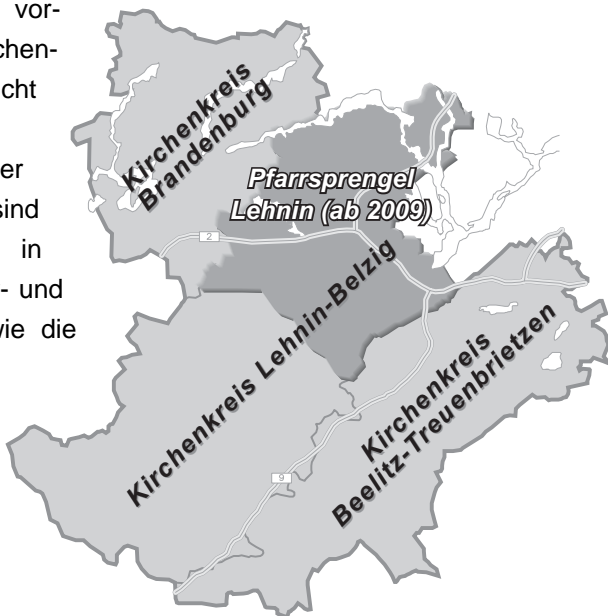 vor-
chen-
cht
er
sind
in
- und
wie die
Kirchenkreis
Brandenburg
Pfarrsprengel
Lehnin (ab 2009)
2
Kirchenkreis Lehnin-Belzig
Kirchenkreis
Beelitz-Treuenbrietzen
9